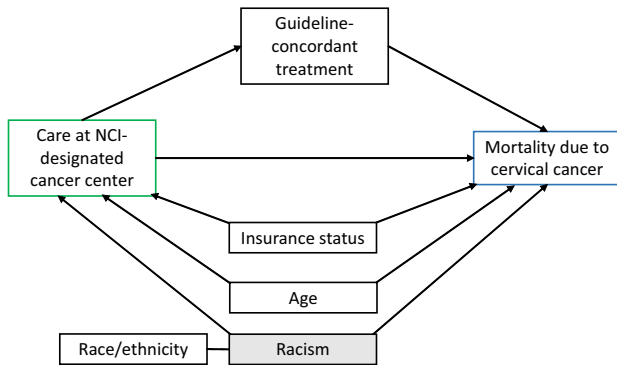 Guideline-
concordant
treatment
Care at NCI-
designated
cancer center
Mortality due to
cervical cancer
Insurance status
Age
Race/ethnicity
Racism